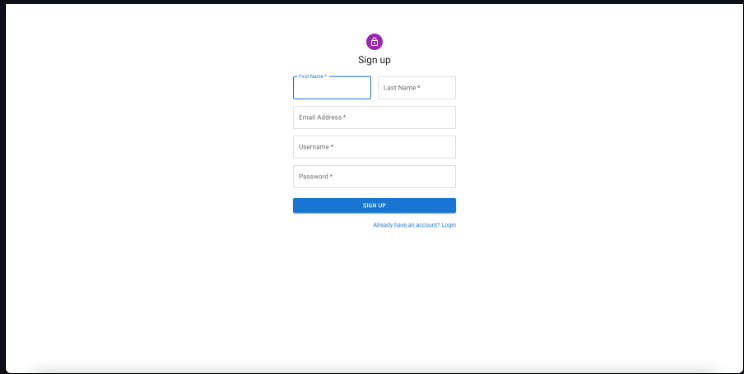 Sign up
First Name *
Last Name *
Email Address *
Username *
Password *
SIGN UP
Already have an account? Login